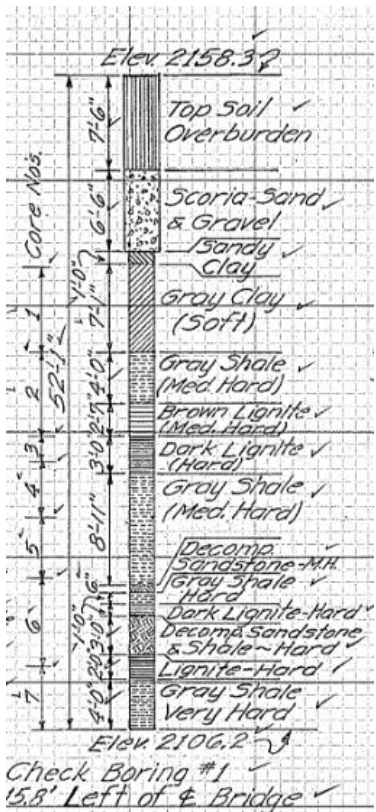 Elev. 2158.3?
Top Soil
Overburden
7'-6"
Scoria-Sand
& Gravel
6'-6"
Sandy
Clay
1'-0"
Gray Clay
(Soft)
7'-1"
Gray Shale
(Med. Hard)
4'-0"
Brown Lignite
(Med. Hard)
2'-7"
Dark Lignite
(Hard)
3'-0"
Gray Shale
(Med. Hard)
8'-11"
Decomp.
Sandstone-M.H.
6"
Gray Shale
Hard
1'-0"
Dark Lignite-Hard
Decomp. Sandstone
& Shale-Hard
3'-0"
Lignite-Hard
2'-0"
Gray Shale
Very Hard
4'-0"
Core Nos.
1
2
3
4
5
6
7
52'-1"
Elev. 2106.2
Check Boring #1
15.8' Left of ℄ Bridge